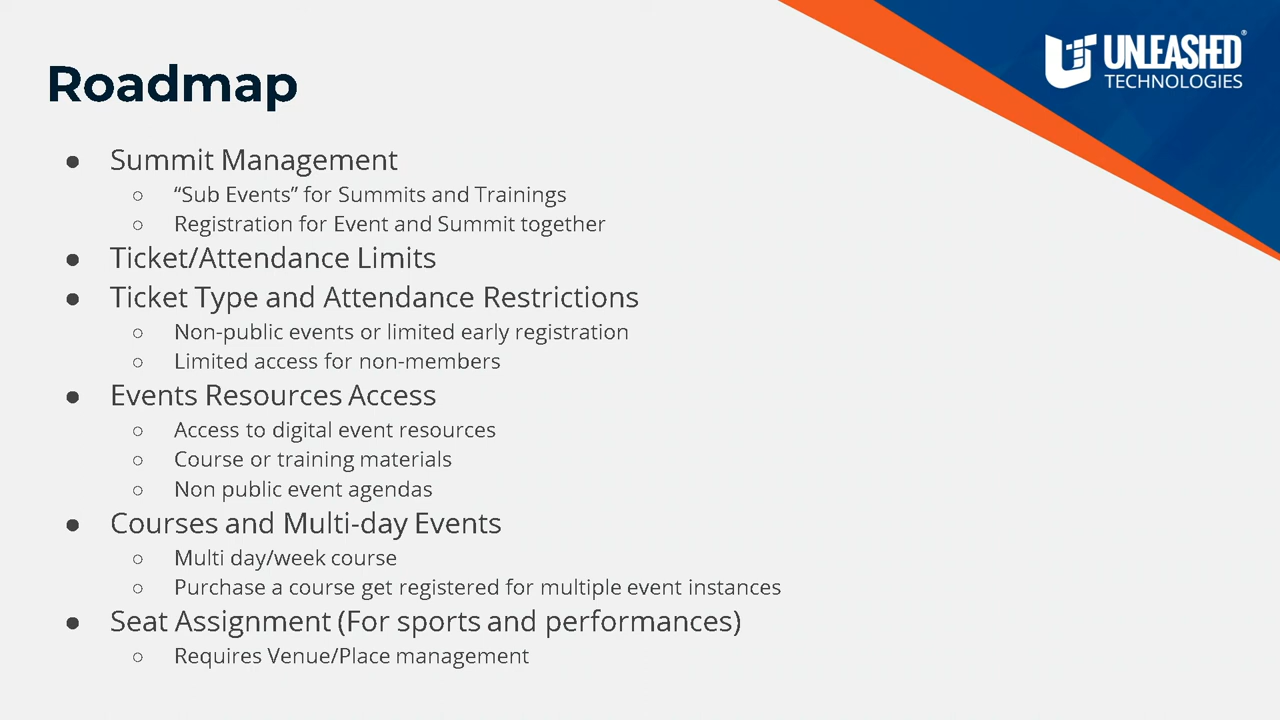 UNLEASHED®
TECHNOLOGIES
Roadmap
● Summit Management
○ “Sub Events” for Summits and Trainings
○ Registration for Event and Summit together
● Ticket/Attendance Limits
● Ticket Type and Attendance Restrictions
○ Non-public events or limited early registration
○ Limited access for non-members
● Events Resources Access
○ Access to digital event resources
○ Course or training materials
○ Non public event agendas
● Courses and Multi-day Events
○ Multi day/week course
○ Purchase a course get registered for multiple event instances
● Seat Assignment (For sports and performances)
○ Requires Venue/Place management